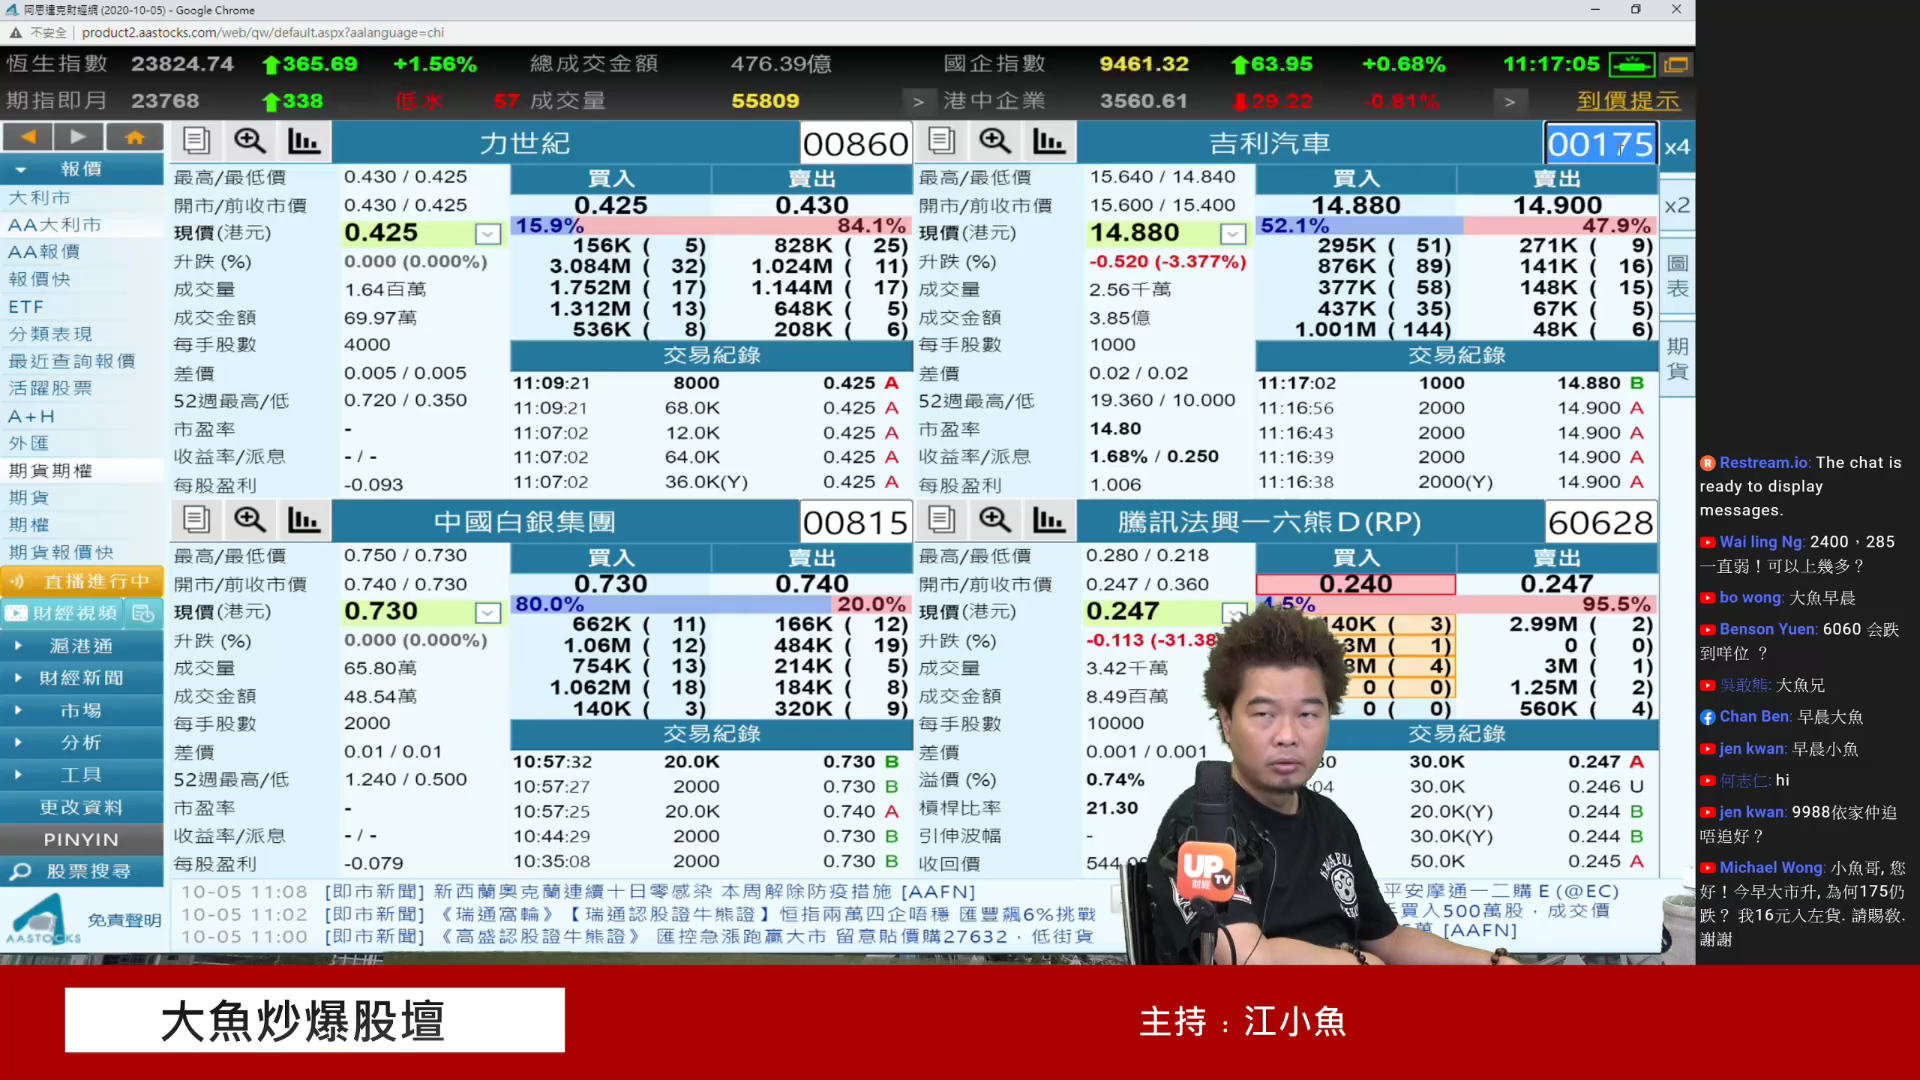 阿思達克財經網 (2020-10-05) - Google Chrome
不安全 | product2.aastocks.com/web/qw/default.aspx?aalanguage=chi
恆生指數 23824.74 365.69 +1.56% 總成交金額 476.39億 國企指數 9461.32 63.95 +0.68% 11:17:05
期指即月 23768 338 低水 57 成交量 55809 > 港中企業 3560.61 29.22 -0.81% > 到價提示
報價
大利市
AA大利市
AA報價
報價快
ETF
分類表現
最近查詢報價
活躍股票
A+H
外匯
期貨期權
期貨
期權
期貨報價快
直播進行中
財經視頻
滬港通
財經新聞
市場
分析
工具
更改資料
PINYIN
股票搜尋
AASTOCKS 免責聲明
力世紀 00860
最高/最低價 0.430 / 0.425 買入 賣出
開市/前收市價 0.430 / 0.425 0.425 0.430
現價(港元) 0.425 15.9% 84.1%
156K ( 5) 828K ( 25)
升跌 (%) 0.000 (0.000%) 3.084M ( 32) 1.024M ( 11)
成交量 1.64百萬 1.752M ( 17) 1.144M ( 17)
成交金額 69.97萬 1.312M ( 13) 648K ( 5)
536K ( 8) 208K ( 6)
每手股數 4000 交易紀錄
差價 0.005 / 0.005 11:09:21 8000 0.425 A
52週最高/低 0.720 / 0.350 11:09:21 68.0K 0.425 A
市盈率 - 11:07:02 12.0K 0.425 A
收益率/派息 - / - 11:07:02 64.0K 0.425 A
每股盈利 -0.093 11:07:02 36.0K(Y) 0.425 A
吉利汽車 00175 x4
最高/最低價 15.640 / 14.840 買入 賣出
開市/前收市價 15.600 / 15.400 14.880 14.900 x2
現價(港元) 14.880 52.1% 47.9%
295K ( 51) 271K ( 9)
升跌 (%) -0.520 (-3.377%) 876K ( 89) 141K ( 16)
成交量 2.56千萬 377K ( 58) 148K ( 15)
成交金額 3.85億 437K ( 35) 67K ( 5)
1.001M ( 144) 48K ( 6)
每手股數 1000 交易紀錄
差價 0.02 / 0.02 11:17:02 1000 14.880 B
52週最高/低 19.360 / 10.000 11:16:56 2000 14.900 A
市盈率 14.80 11:16:43 2000 14.900 A
收益率/派息 1.68% / 0.250 11:16:39 2000 14.900 A
每股盈利 1.006 11:16:38 2000(Y) 14.900 A
圖表
期貨
中國白銀集團 00815
最高/最低價 0.750 / 0.730 買入 賣出
開市/前收市價 0.740 / 0.730 0.730 0.740
現價(港元) 0.730 80.0% 20.0%
662K ( 11) 166K ( 12)
升跌 (%) 0.000 (0.000%) 1.06M ( 12) 484K ( 19)
成交量 65.80萬 754K ( 13) 214K ( 5)
成交金額 48.54萬 1.062M ( 18) 184K ( 8)
140K ( 3) 320K ( 9)
每手股數 2000 交易紀錄
差價 0.01 / 0.01 10:57:32 20.0K 0.730 B
52週最高/低 1.240 / 0.500 10:57:27 2000 0.730 B
市盈率 - 10:57:25 20.0K 0.740 A
收益率/派息 - / - 10:44:29 2000 0.730 B
每股盈利 -0.079 10:35:08 2000 0.730 B
騰訊法興一六熊D(RP) 60628
最高/最低價 0.280 / 0.218 買入 賣出
開市/前收市價 0.247 / 0.360 0.240 0.247
現價(港元) 0.247 4.5% 95.5%
140K ( 3) 2.99M ( 2)
升跌 (%) -0.113 (-31.38 3M ( 1) 0 ( 0)
成交量 3.42千萬 M ( 4) 3M ( 1)
成交金額 8.49百萬 0 ( 0) 1.25M ( 2)
0 ( 0) 560K ( 4)
每手股數 10000 交易紀錄
差價 0.001 / 0.001 30.0K 0.247 A
溢價 (%) 0.74% :04 30.0K 0.246 U
槓桿比率 21.30 20.0K(Y) 0.244 B
引伸波幅 - 30.0K(Y) 0.244 B
收回價 544.00 50.0K 0.245 A
10-05 11:08 [即市新聞] 新西蘭奧克蘭連續十日零感染 本周解除防疫措施 [AAFN]
10-05 11:02 [即市新聞] 《瑞通窩輪》【瑞通認股證牛熊證】恒指兩萬四企唔穩 匯豐飆6%挑戰
10-05 11:00 [即市新聞] 《高盛認股證牛熊證》 匯控急漲跑贏大市 留意貼價購27632，低街貨
平安摩通一二購E(@EC)
買入500萬股，成交價
萬 [AAFN]
UP TV
財經
Restream.io: The chat is
ready to display
messages.
Wai ling Ng: 2400，285
一直弱！可以上幾多？
bo wong: 大魚早晨
Benson Yuen: 6060 会跌
到咩位 ？
吳敢熊: 大魚兄
Chan Ben: 早晨大魚
jen kwan: 早晨小魚
何志仁: hi
jen kwan: 9988依家仲追
唔追好？
Michael Wong: 小魚哥, 您
好！今早大市升, 為何175仍
跌？ 我16元入左貨. 請賜敎.
謝謝
大魚炒爆股壇
主持：江小魚